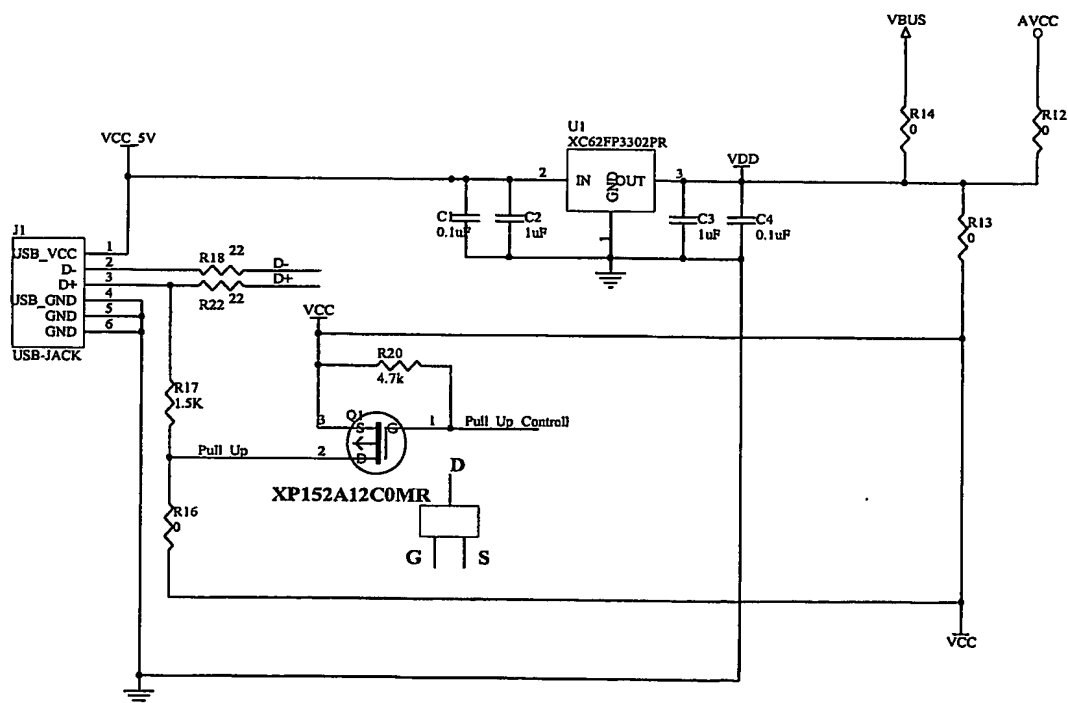 VBUS
AVCC
R14
0
R12
0
VCC_5V
U1
XC62FP3302PR
VDD
2
IN
GND
OUT
3
1
C1
0.1uF
C2
1uF
C3
1uF
C4
0.1uF
R13
0
J1
USB_VCC
1
D-
2
D+
3
USB_GND
4
GND
5
GND
6
USB-JACK
R18
22
D-
D+
R22
22
VCC
R20
4.7k
R17
1.5K
Q1
3
S
G
1
Pull_Up_Controll
Pull_Up
2
D
XP152A12C0MR
D
G
S
R16
0
VCC